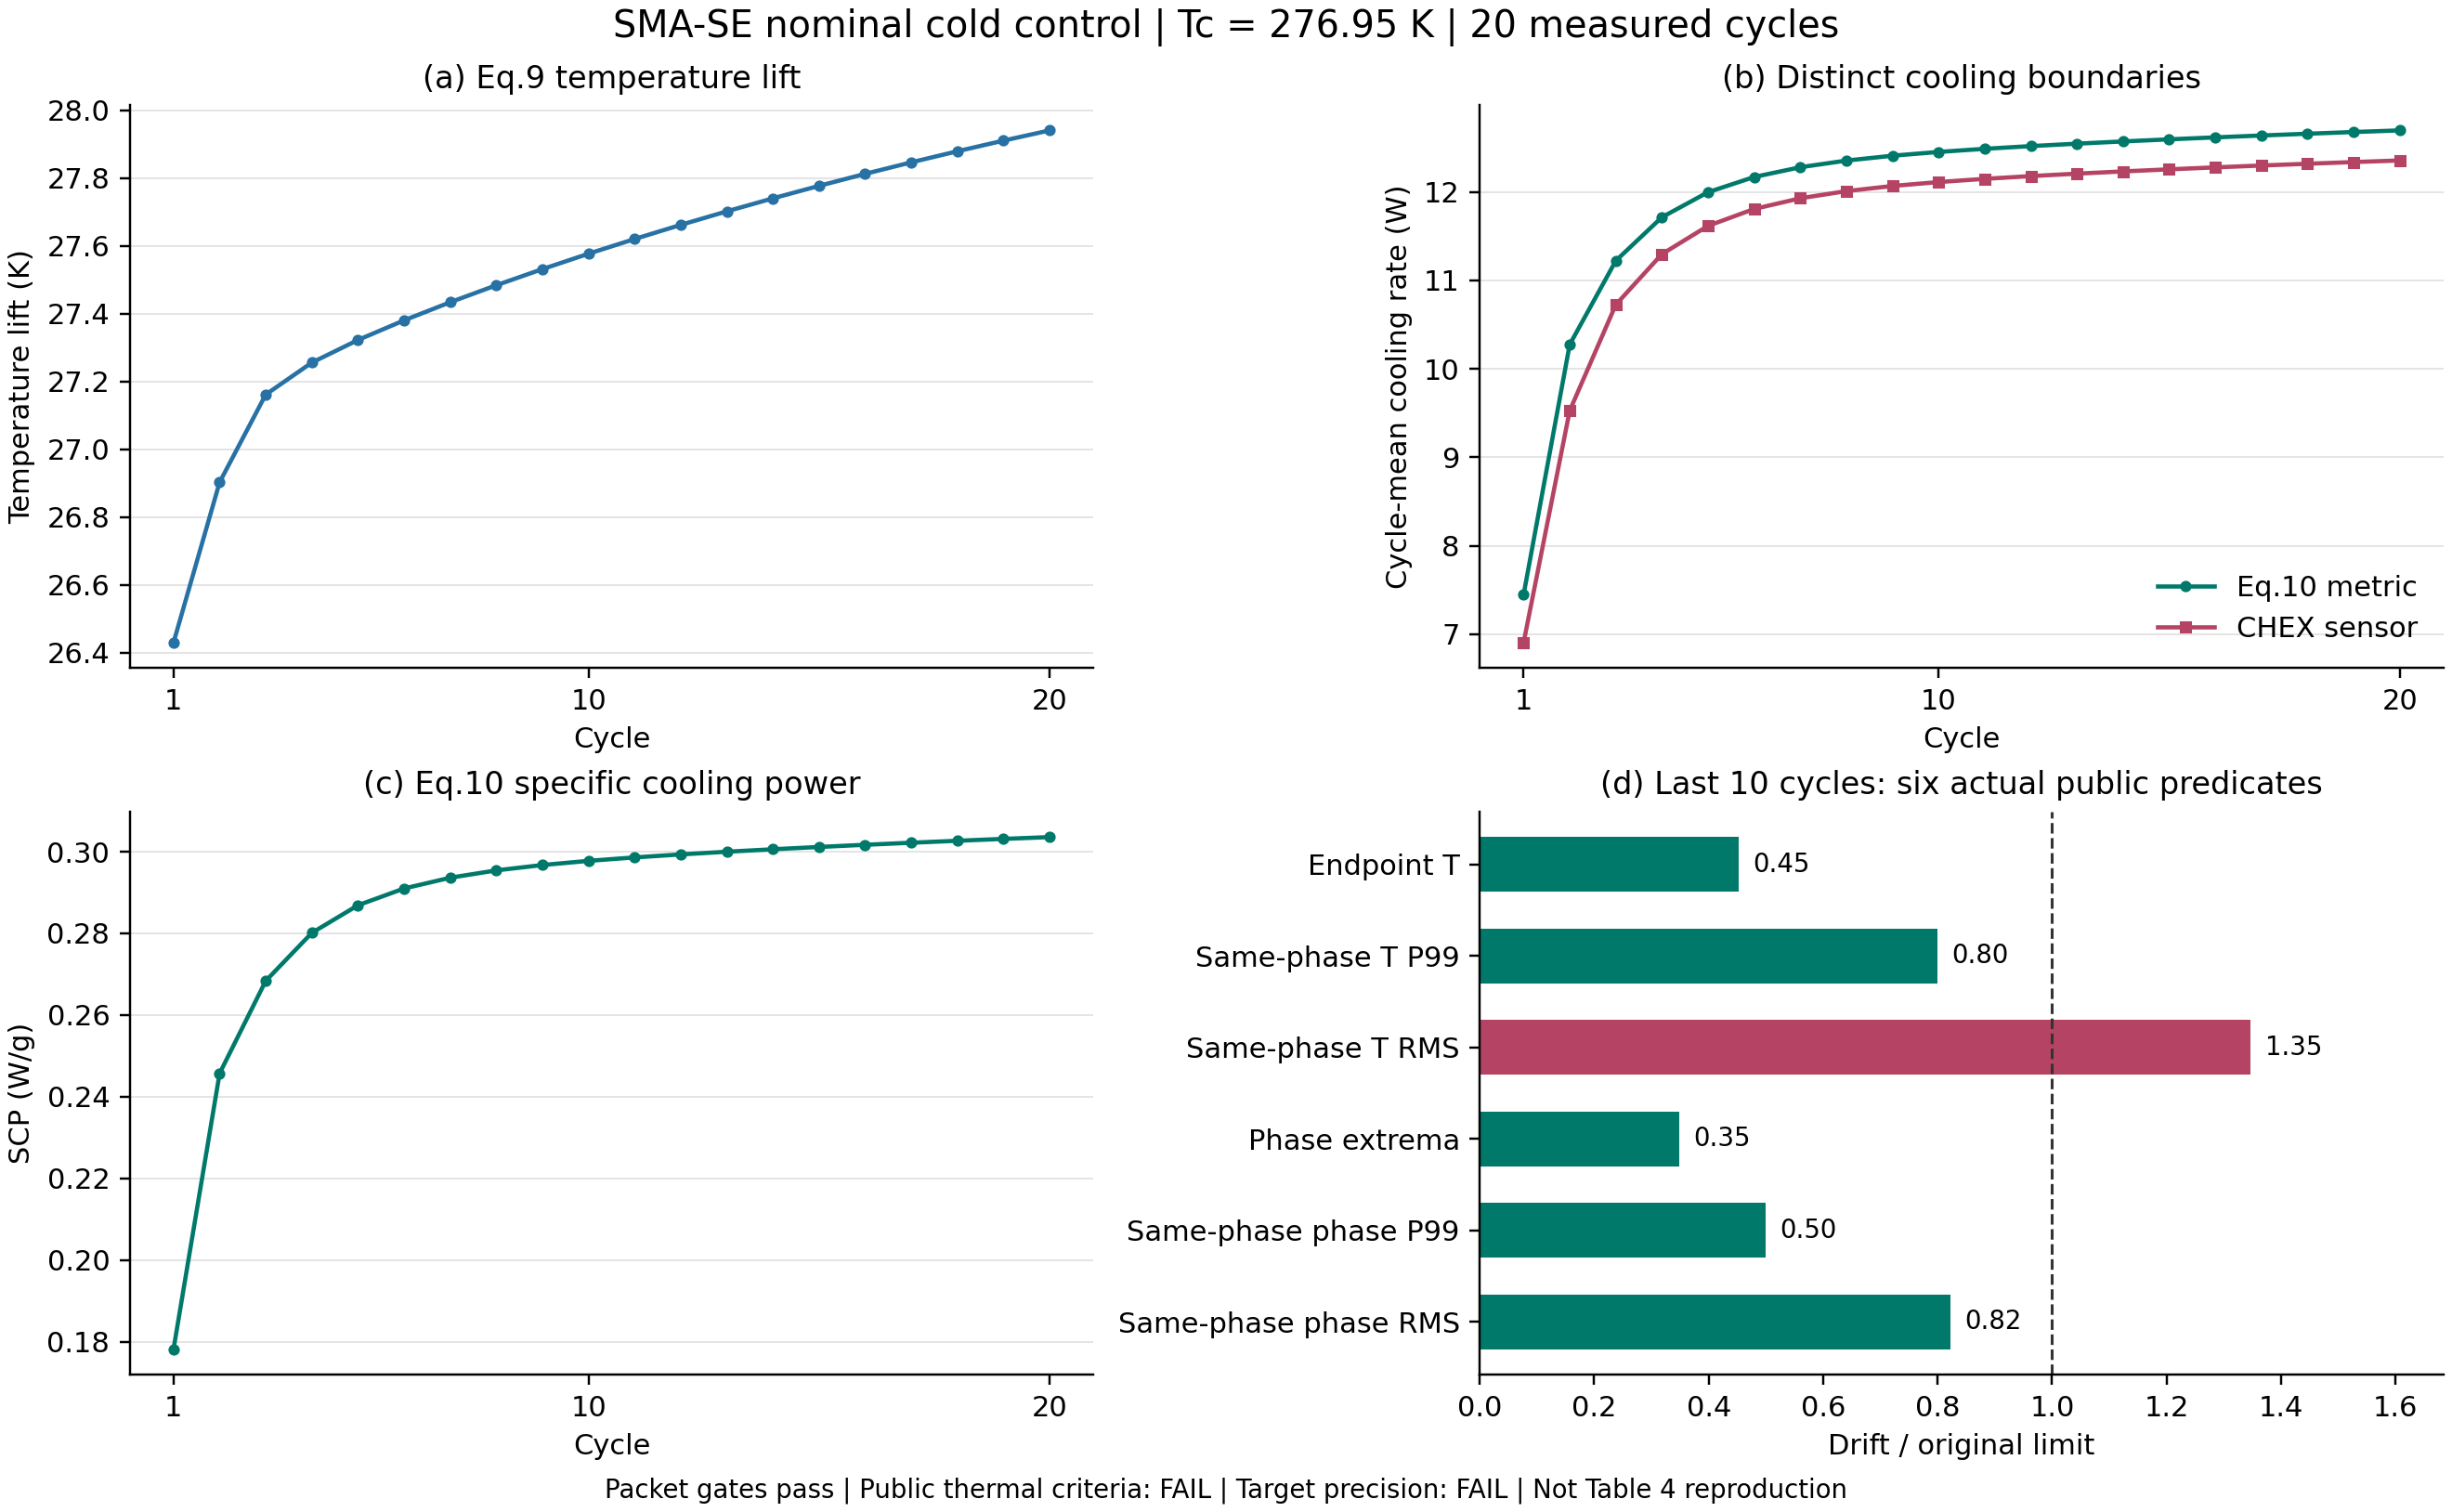 SMA-SE nominal cold control | Tc = 276.95 K | 20 measured cycles
(a) Eq.9 temperature lift
Temperature lift (K)
28.0
27.8
27.6
27.4
27.2
27.0
26.8
26.6
26.4
1
10
20
Cycle
(b) Distinct cooling boundaries
Cycle-mean cooling rate (W)
12
11
10
9
8
7
Eq.10 metric
CHEX sensor
1
10
20
Cycle
(c) Eq.10 specific cooling power
SCP (W/g)
0.30
0.28
0.26
0.24
0.22
0.20
0.18
1
10
20
Cycle
(d) Last 10 cycles: six actual public predicates
Endpoint T
0.45
Same-phase T P99
0.80
Same-phase T RMS
1.35
Phase extrema
0.35
Same-phase phase P99
0.50
Same-phase phase RMS
0.82
0.0
0.2
0.4
0.6
0.8
1.0
1.2
1.4
1.6
Drift / original limit
Packet gates pass | Public thermal criteria: FAIL | Target precision: FAIL | Not Table 4 reproduction